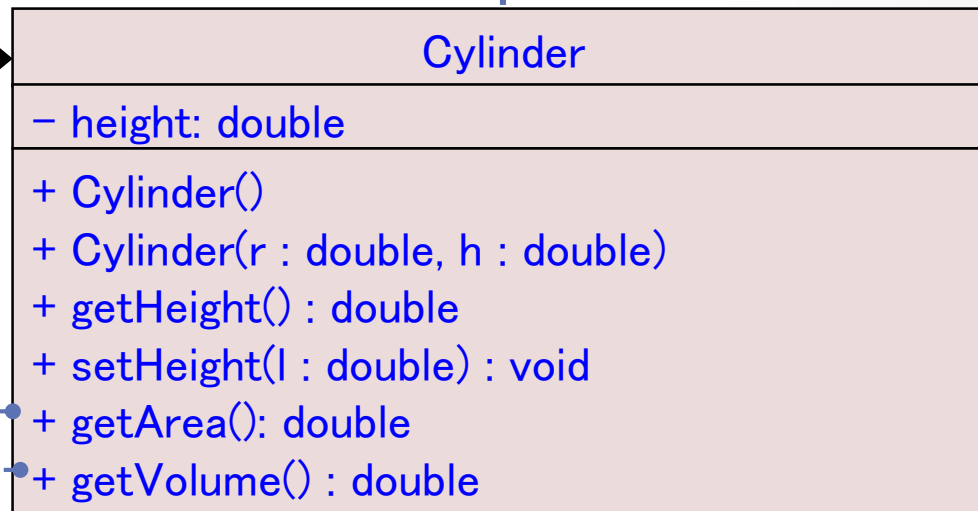 Cylinder
- height: double
+ Cylinder()
+ Cylinder(r : double, h : double)
+ getHeight() : double
+ setHeight(l : double) : void
+ getArea(): double
+ getVolume() : double